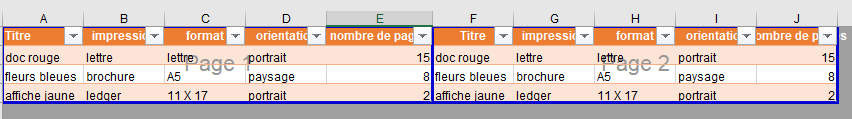 A B C D E F G H I J
Titre impressio format orientatio nombre de pag Titre impressio format orientatio ombre de p s
doc rouge lettre lettre portrait 15 doc rouge lettre lettre portrait 15
Page 1 Page 2
fleurs bleues brochure A5 paysage 8 fleurs bleues brochure A5 paysage 8
affiche jaune ledger 11 X 17 portrait 2 affiche jaune ledger 11 X 17 portrait 2